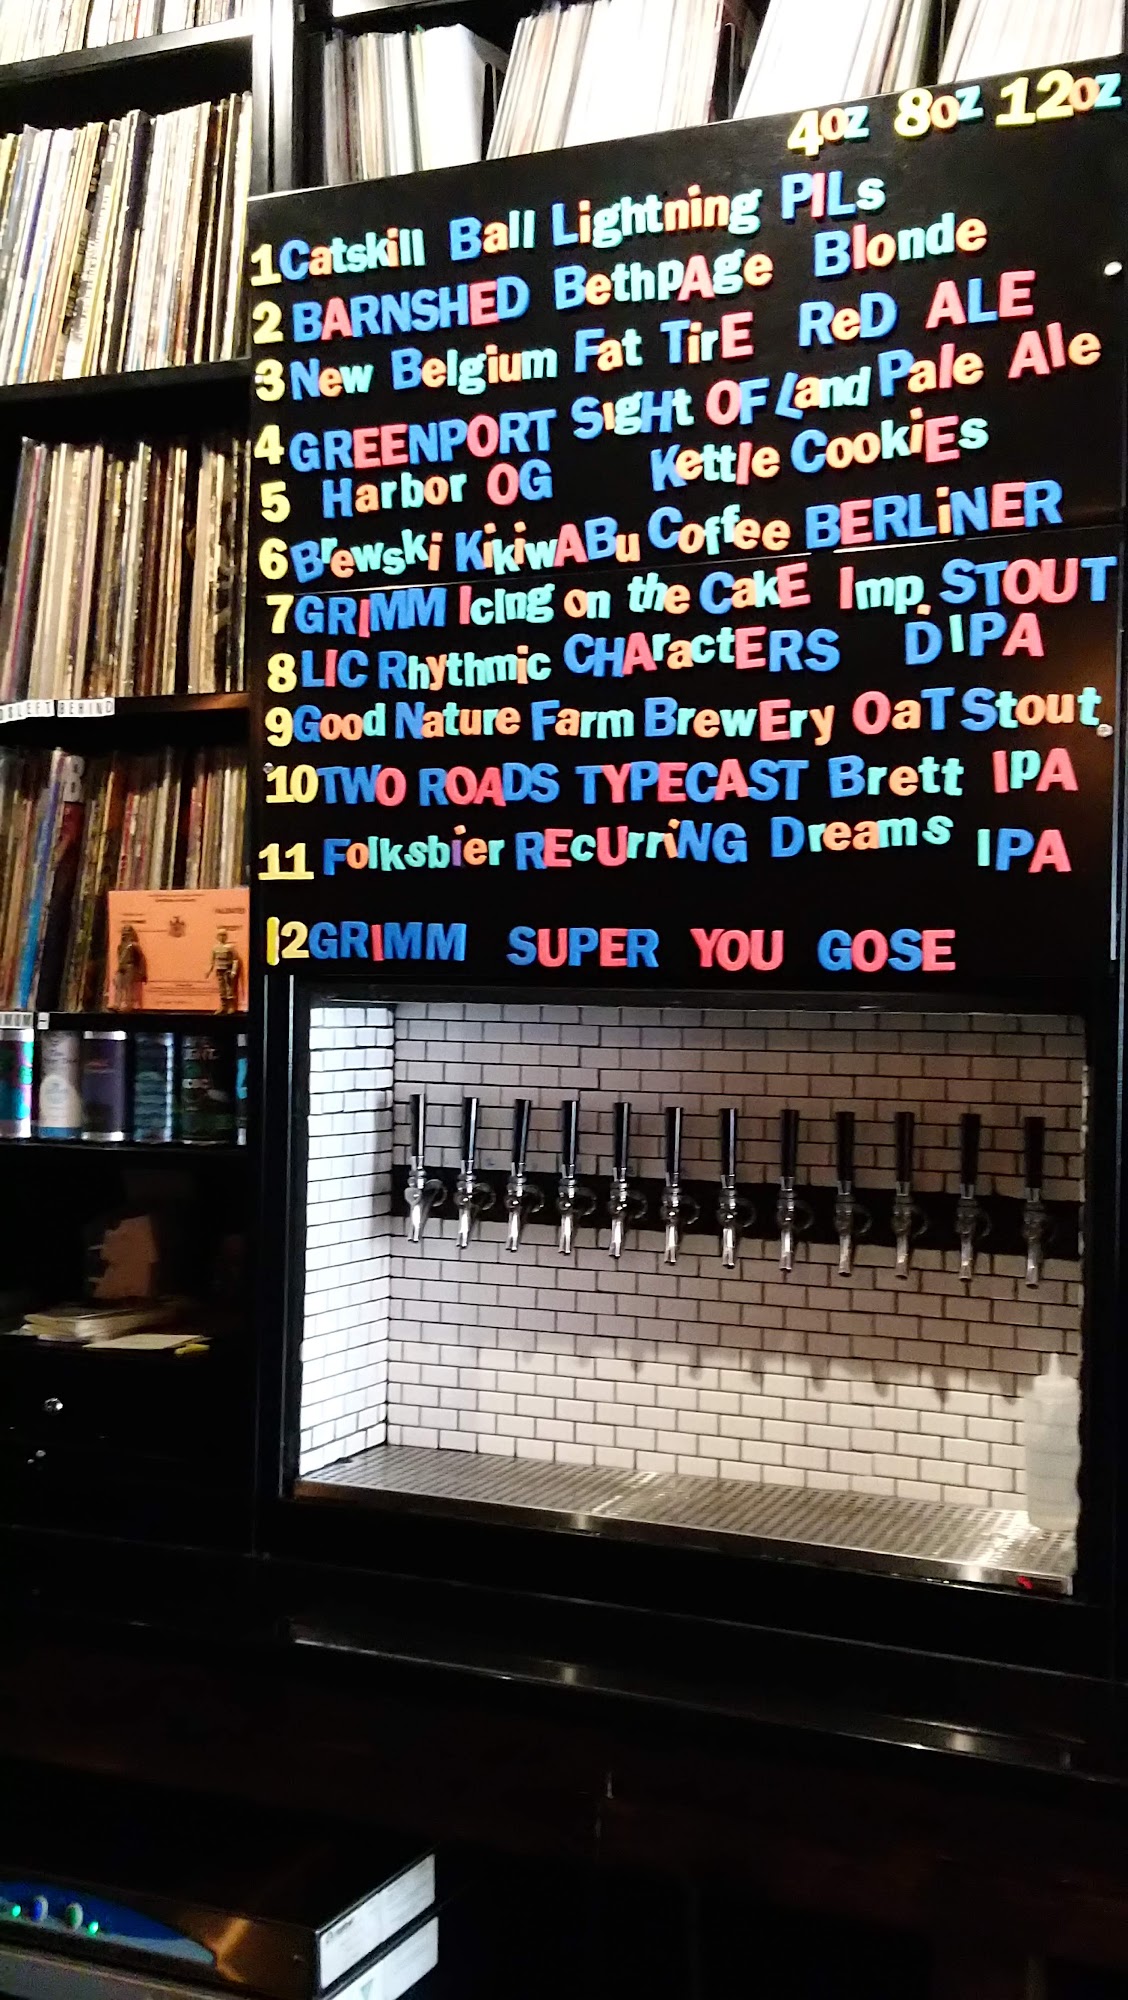 4oz 8oz 12oz
1 Catskill Ball Lightning PILs
2 BARNSHED BethpAge Blonde
3 New Belgium Fat TirE ReD ALE
4 GREENPORT SigHt OF Land Pale Ale
5 Harbor OG Kettle CookiEs
6 Brewski KikiwABu Coffee BERLiNER
7 GRIMM Icing on the CakE Imp. STOUT
8 LIC Rhythmic CHAractERS DIPA
9 Good Nature Farm BrewEry OaT Stout.
10 TWO ROADS TYPECAST Brett IPA
11 Folksbier REcUrriNG Dreams IPA
12 GRIMM SUPER YOU GOSE
LEFT BEHIND